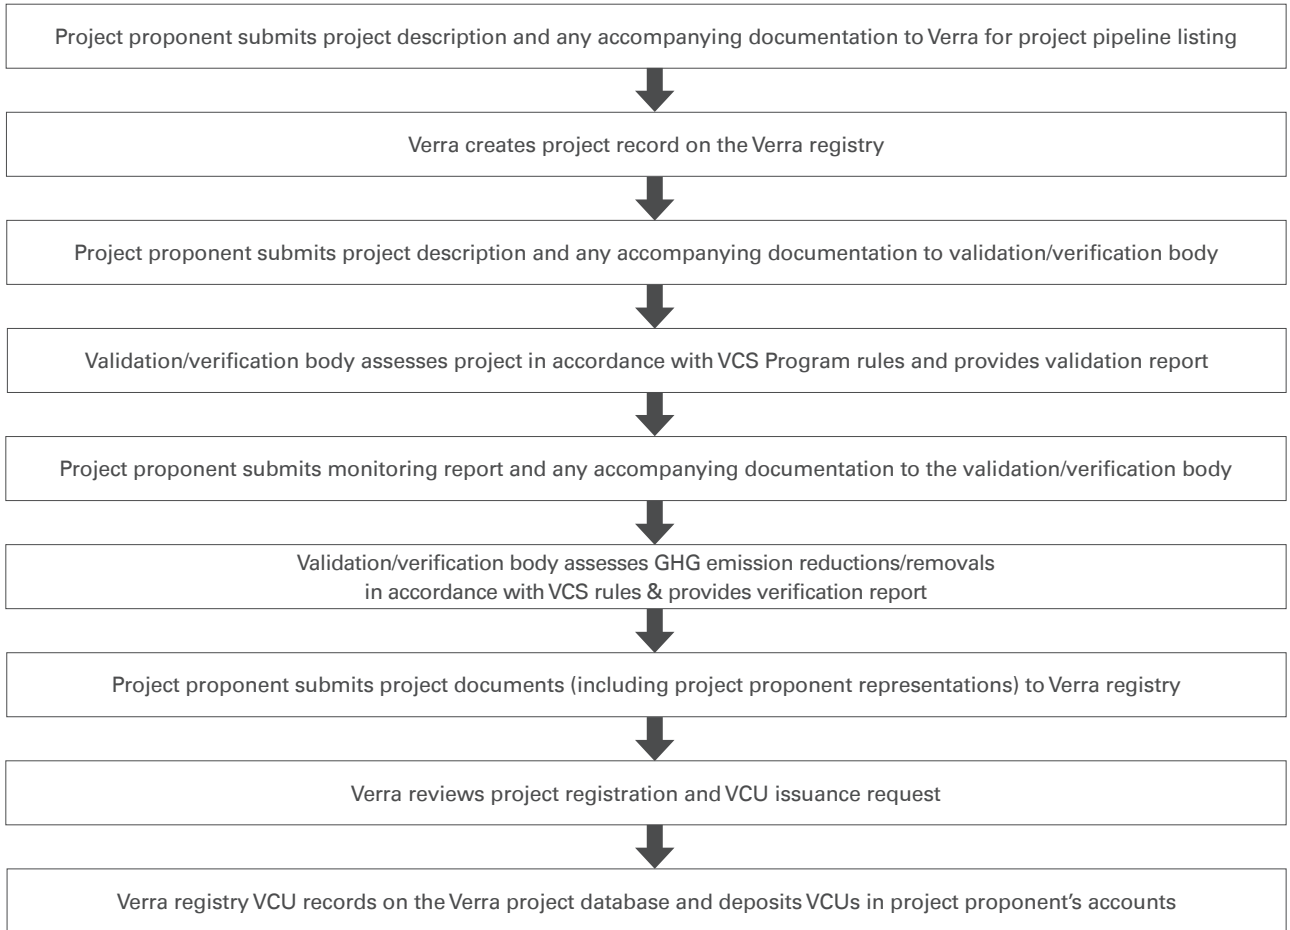 Project proponent submits project description and any accompanying documentation to Verra for project pipeline listing
Verra creates project record on the Verra registry
Project proponent submits project description and any accompanying documentation to validation/verification body
Validation/verification body assesses project in accordance with VCS Program rules and provides validation report
Project proponent submits monitoring report and any accompanying documentation to the validation/verification body
Validation/verification body assesses GHG emission reductions/removals
in accordance with VCS rules & provides verification report
Project proponent submits project documents (including project proponent representations) to Verra registry
Verra reviews project registration and VCU issuance request
Verra registry VCU records on the Verra project database and deposits VCUs in project proponent's accounts